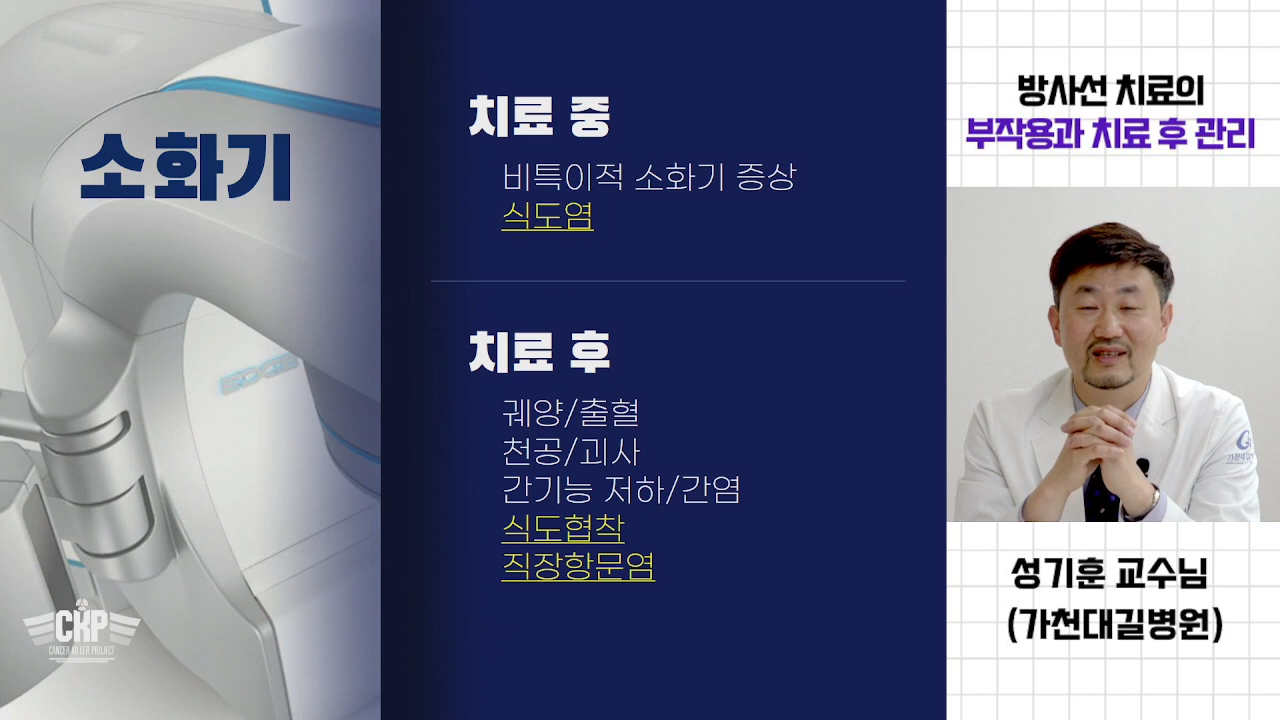 소화기
치료 중
비특이적 소화기 증상
식도염
치료 후
궤양/출혈
천공/괴사
간기능 저하/간염
식도협착
직장항문염
방사선 치료의
부작용과 치료 후 관리
성기훈 교수님
(가천대길병원)
EDGE
CKP
CANCER KILLER PROJECT